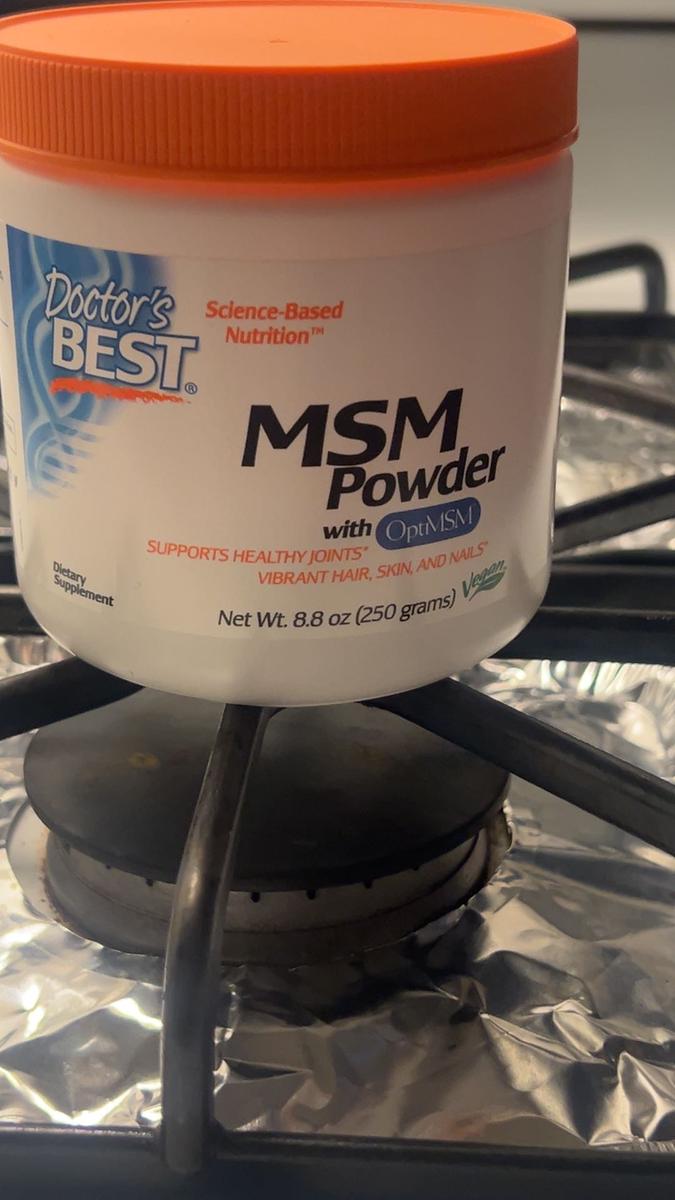 Doctor's
BEST®
Science-Based
Nutrition™
MSM
Powder
with OptiMSM
SUPPORTS HEALTHY JOINTS*
VIBRANT HAIR, SKIN, AND NAILS*
Vegan
Dietary
Supplement
Net Wt. 8.8 oz (250 grams)